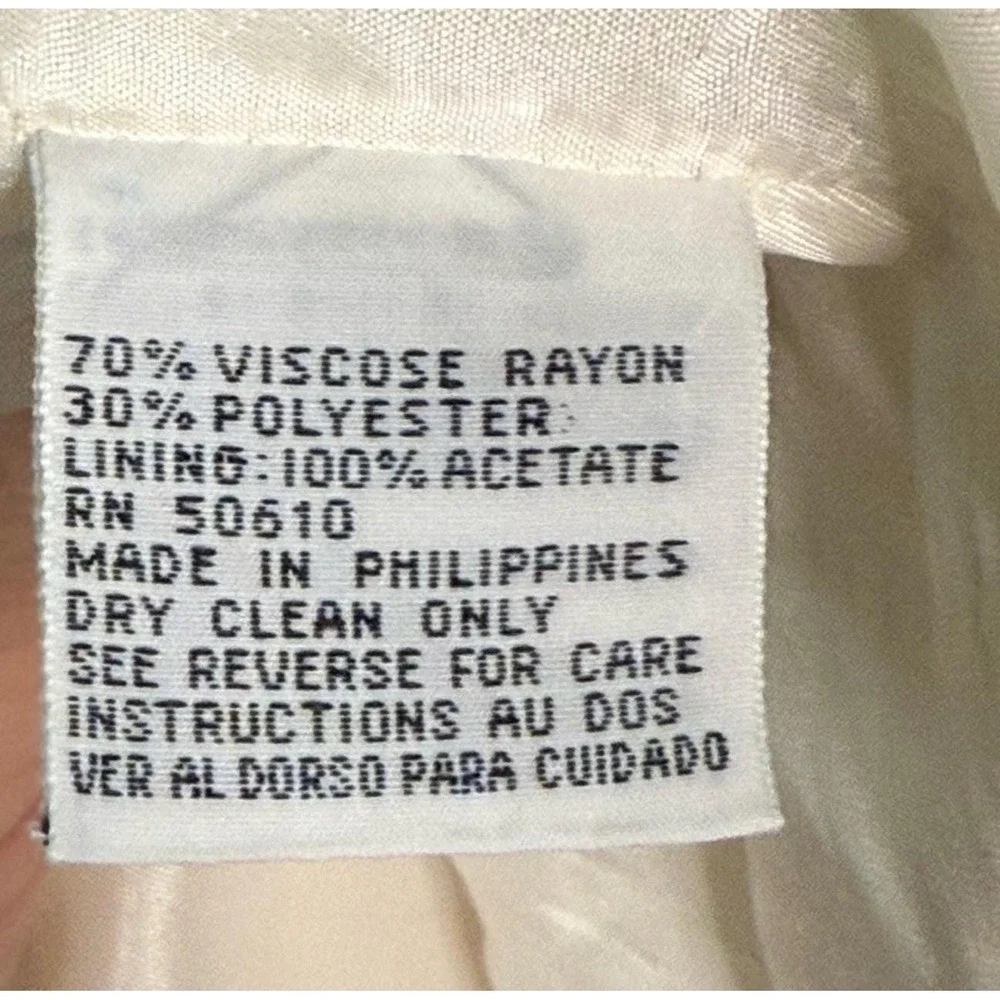 70% VISCOSE RAYON
30% POLYESTER
LINING: 100% ACETATE
RN 50610
MADE IN PHILIPPINES
DRY CLEAN ONLY
SEE REVERSE FOR CARE
INSTRUCTIONS AU DOS
VER AL DORSO PARA CUIDADO